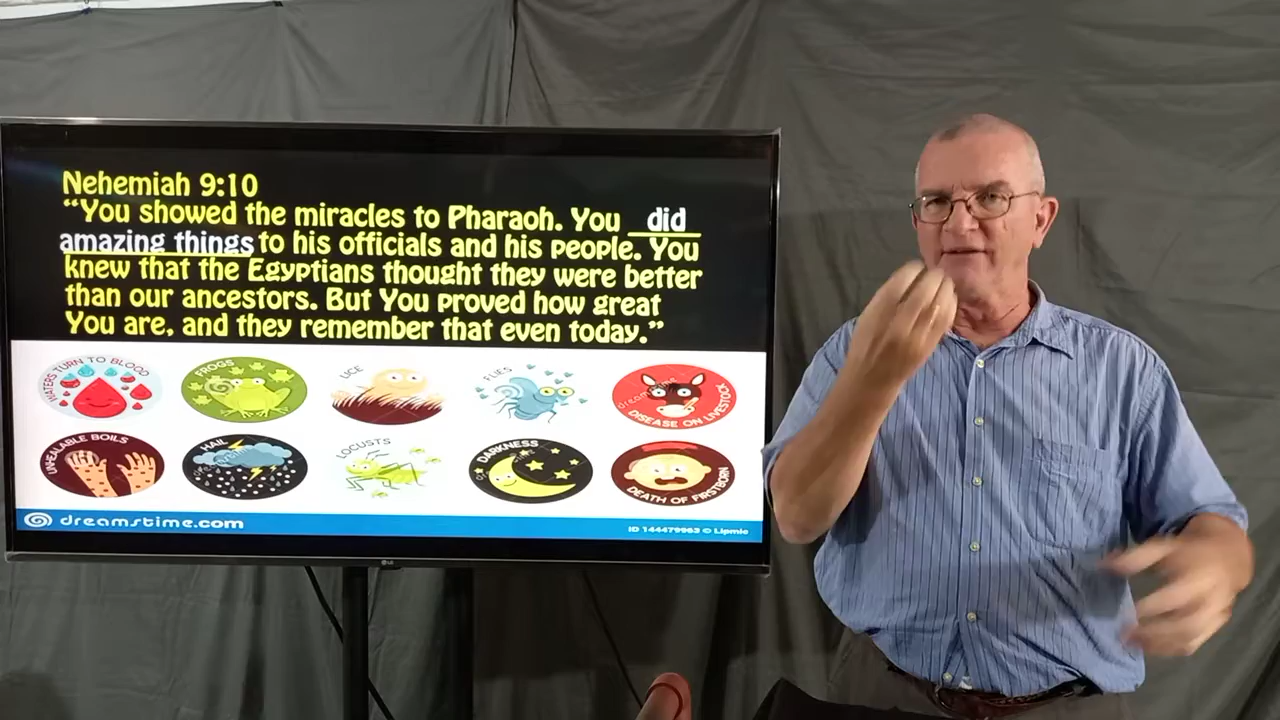 Nehemiah 9:10
“You showed the miracles to Pharaoh. You did
amazing things to his officials and his people. You
knew that the Egyptians thought they were better
than our ancestors. But You proved how great
You are, and they remember that even today.”
WATERS TURN TO BLOOD
FROGS
LICE
FLIES
DISEASE ON LIVESTOCK
UNHEALABLE BOILS
HAIL
LOCUSTS
DARKNESS
DEATH OF FIRSTBORN
dreamstime.com
ID 144479963 © Lipmic
LG